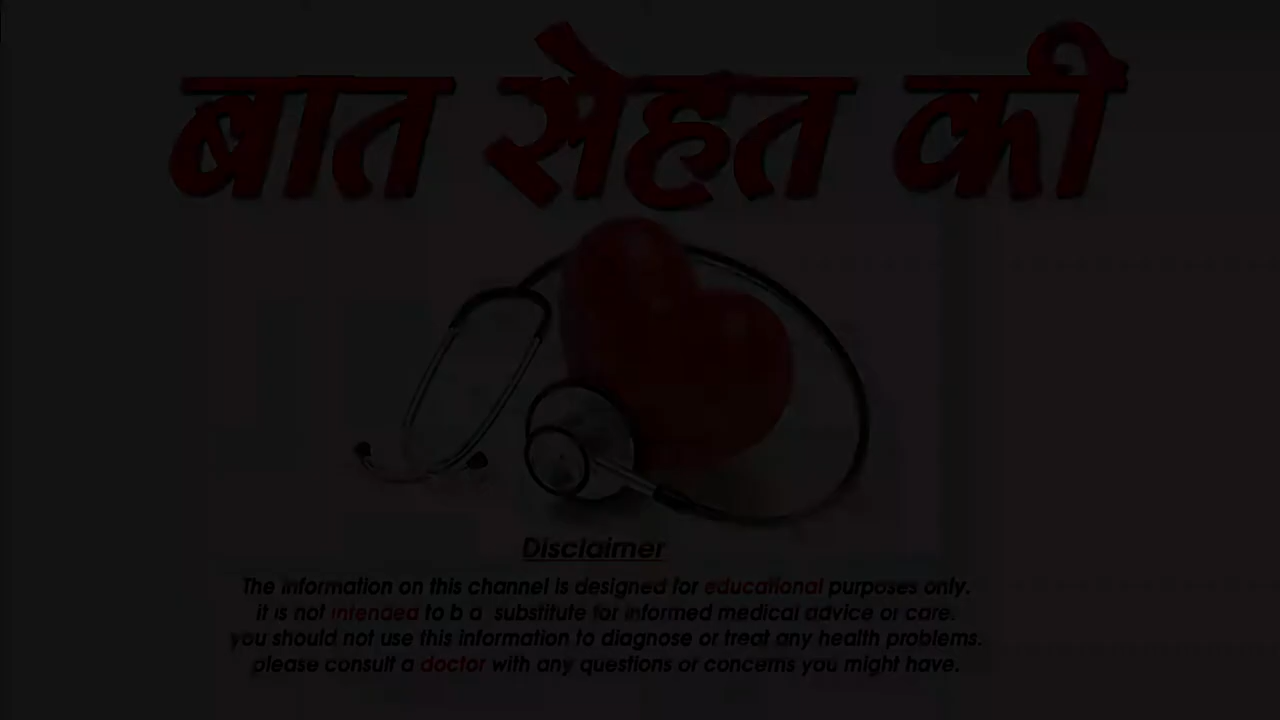 बात सेहत की
Disclaimer
The information on this channel is designed for educational purposes only.
it is not intended to b a substitute for informed medical advice or care.
you should not use this information to diagnose or treat any health problems.
please consult a doctor with any questions or concerns you might have.